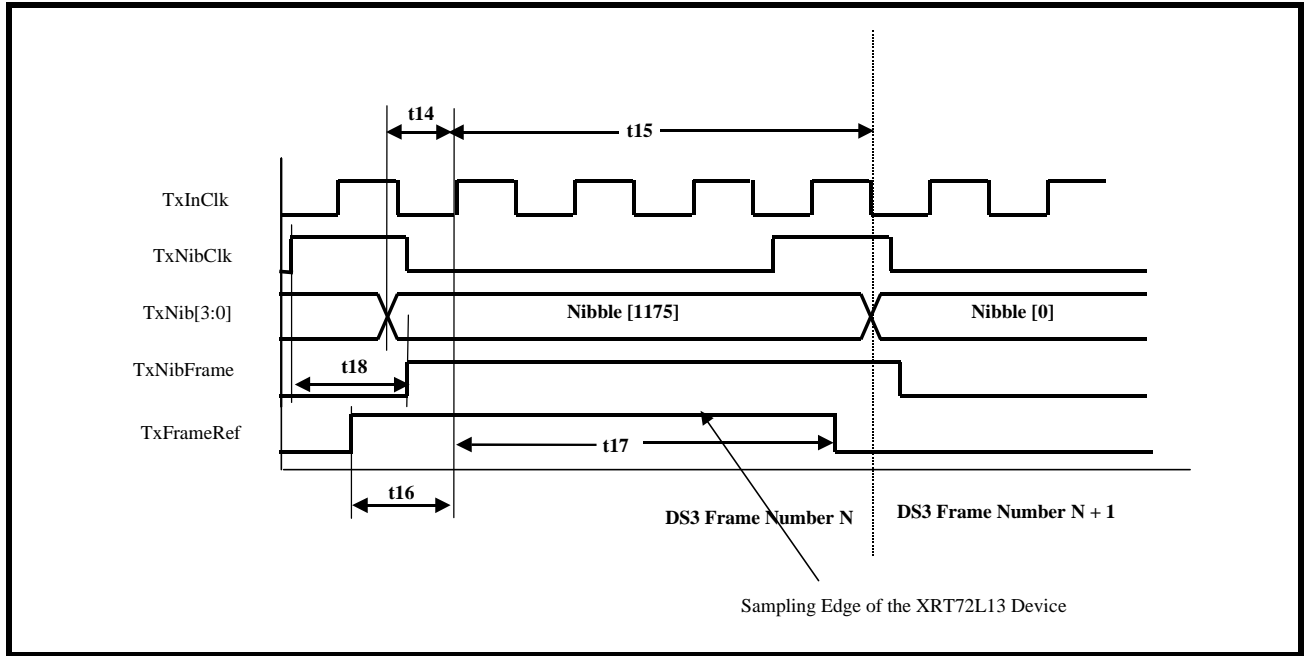 t14
t15
TxInClk
TxNibClk
TxNib[3:0]
Nibble [1175]
Nibble [0]
TxNibFrame
t18
TxFrameRef
t17
t16
DS3 Frame Number N
DS3 Frame Number N + 1
Sampling Edge of the XRT72L13 Device